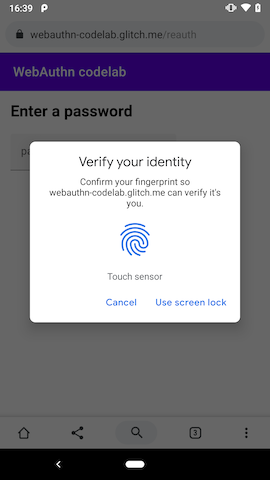 16:39
webauthn-codelab.glitch.me/reauth
WebAuthn codelab
Enter a password
pa
Verify your identity
Confirm your fingerprint so
webauthn-codelab.glitch.me can verify it's
you.
Touch sensor
Cancel Use screen lock
3